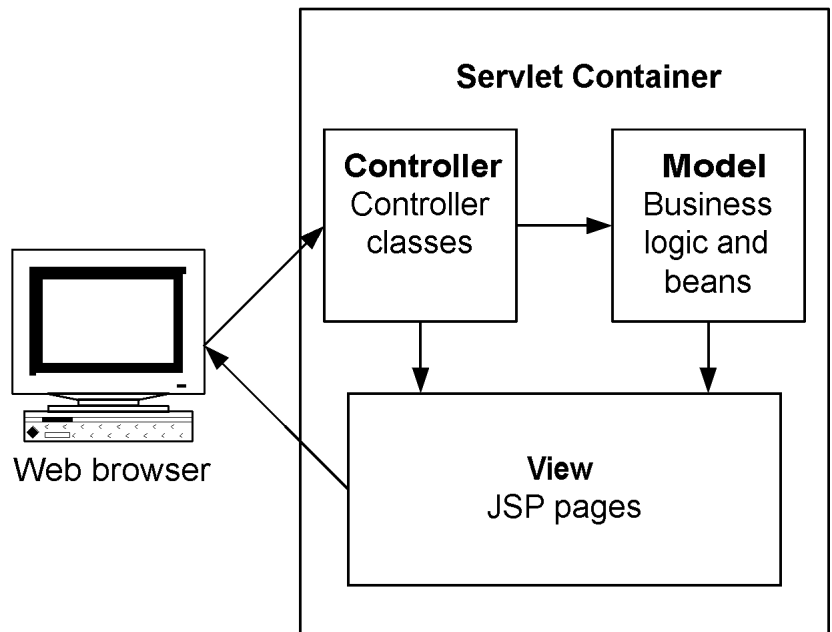 Servlet Container
Controller
Controller
classes
Model
Business
logic and
beans
Web browser
View
JSP pages